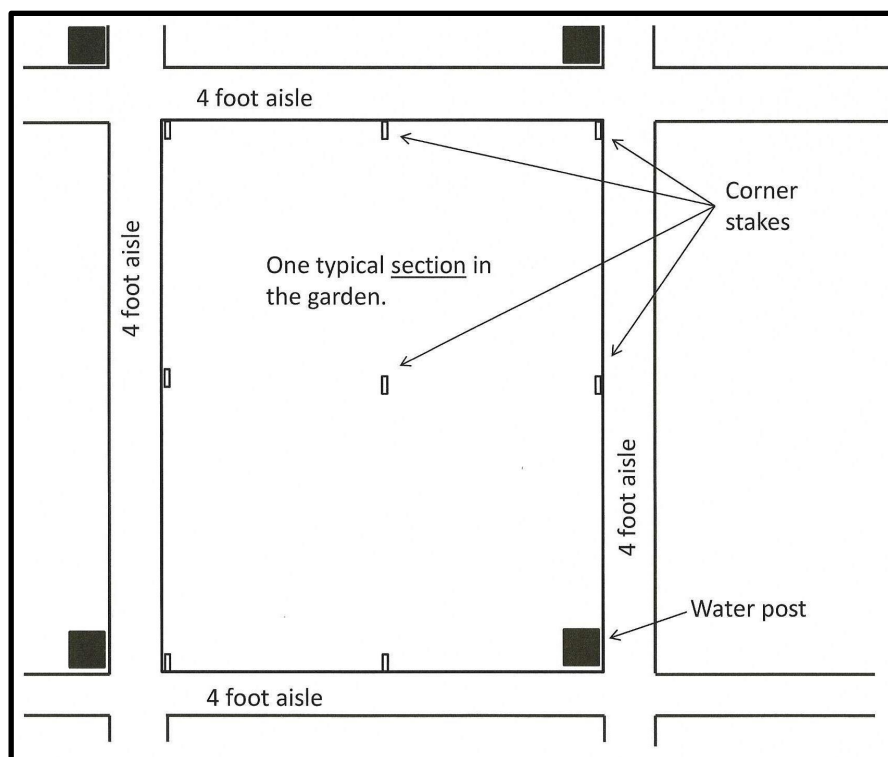 4 foot aisle
Corner
stakes
4 foot aisle
One typical section in
the garden.
4 foot aisle
Water post
4 foot aisle